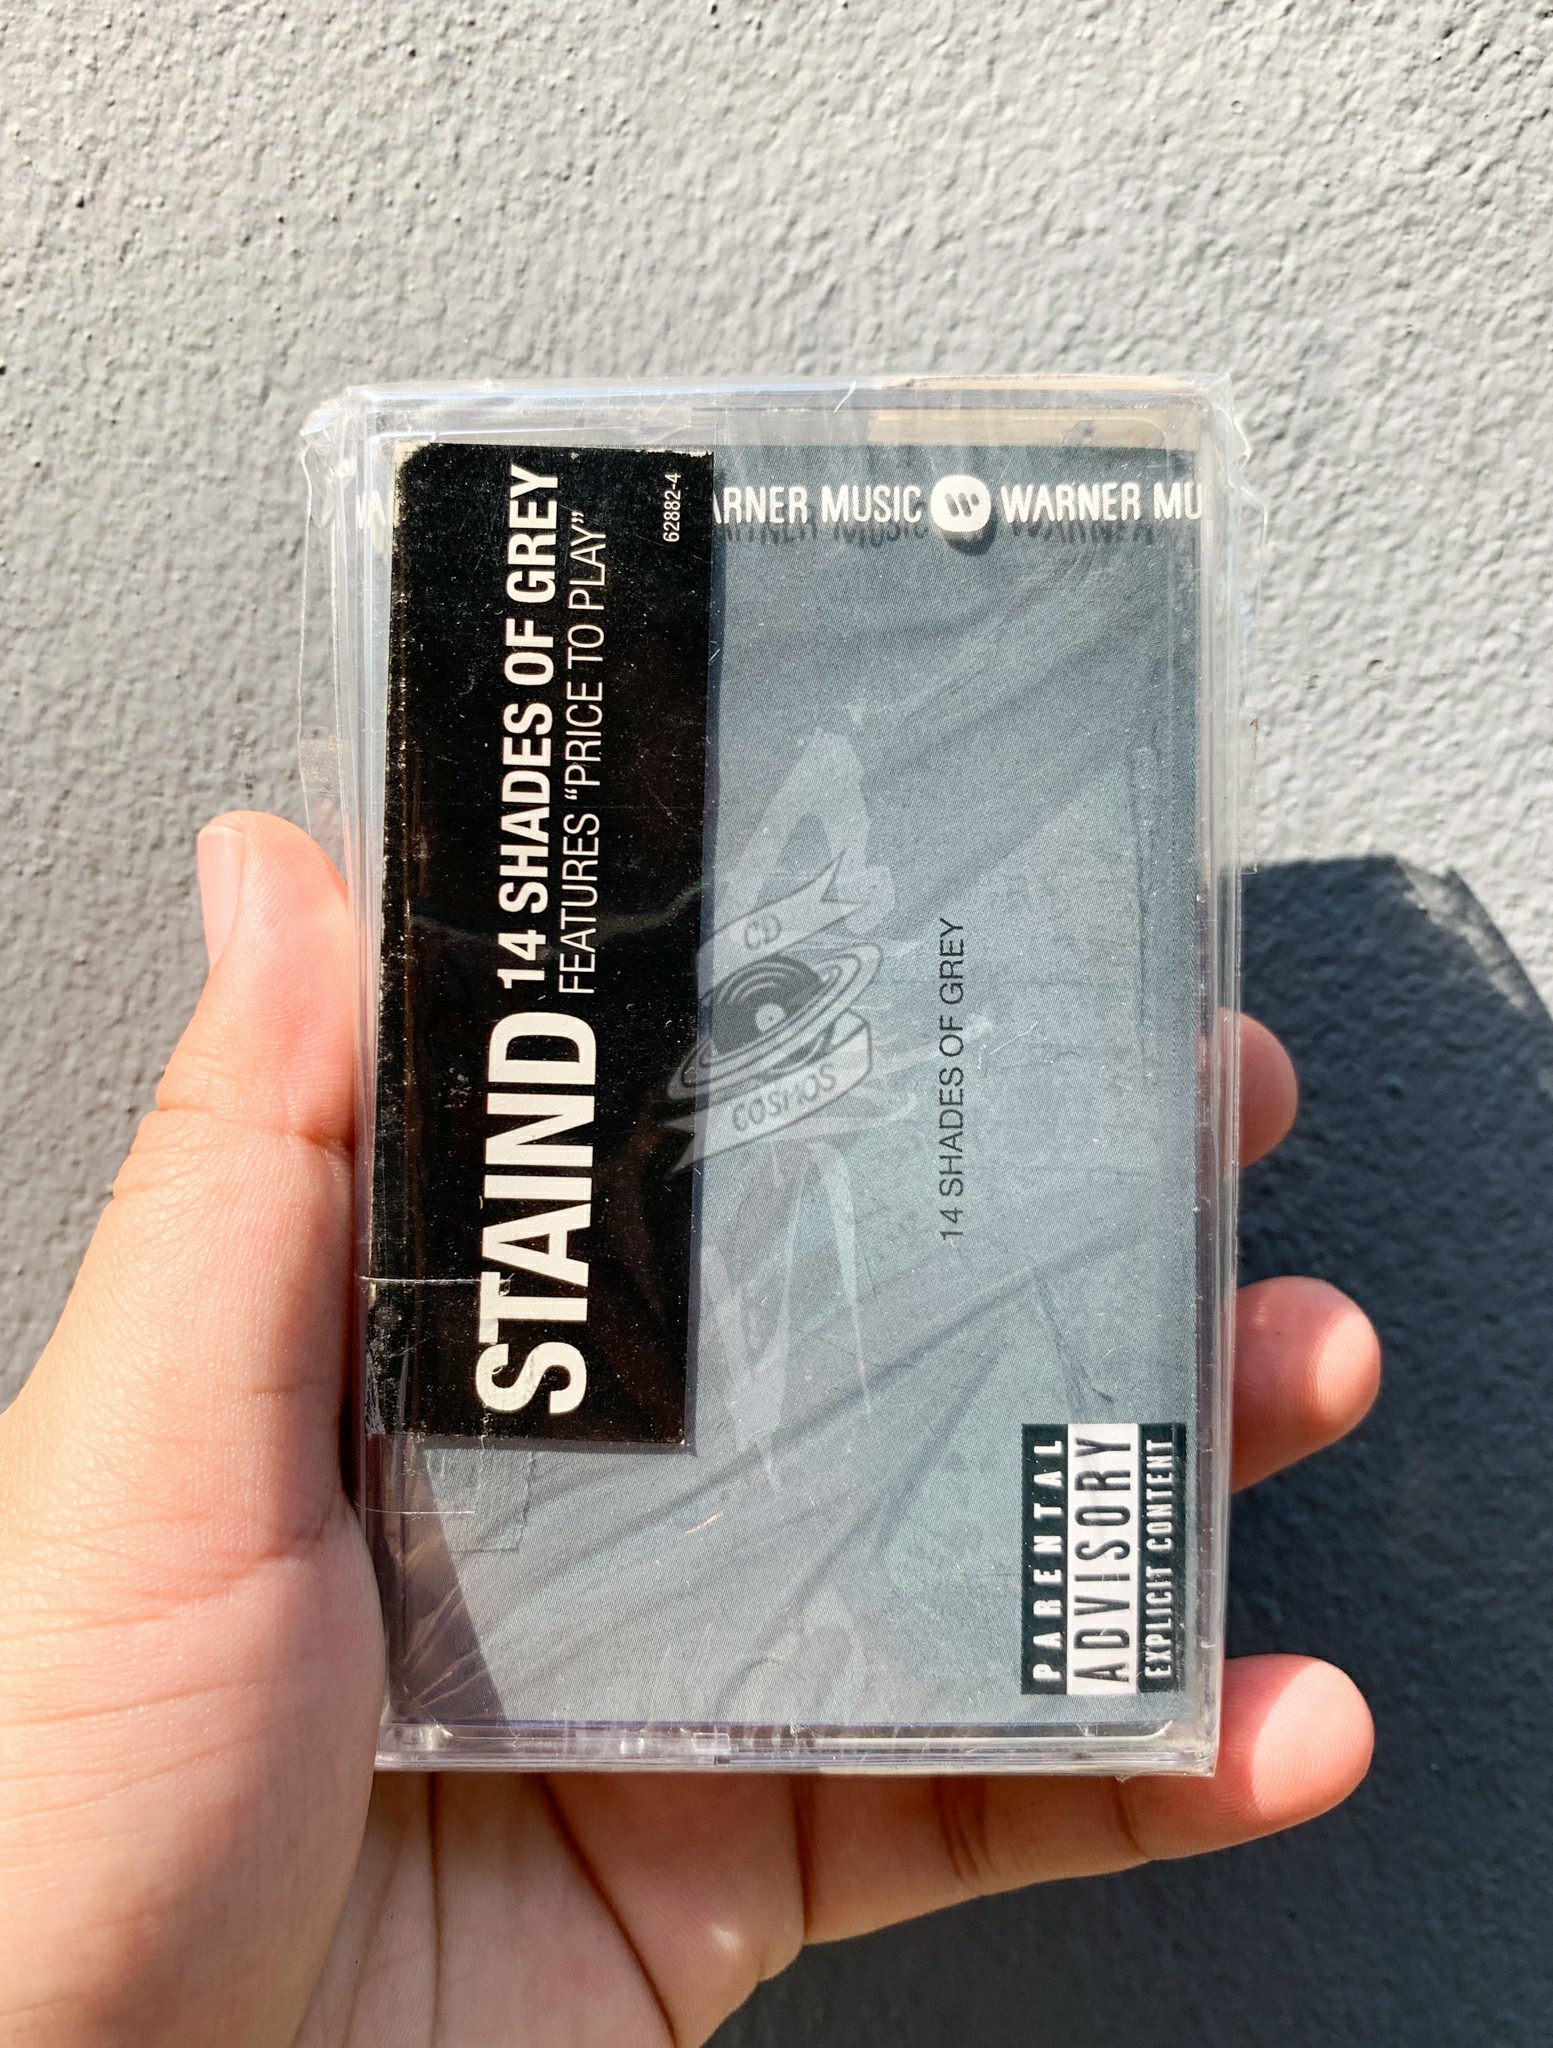 STAIND
14 SHADES OF GREY
FEATURES “PRICE TO PLAY”
62882-4
WARNER MUSIC WARNER MU
14 SHADES OF GREY
PARENTAL
ADVISORY
EXPLICIT CONTENT
CD
COSMOS